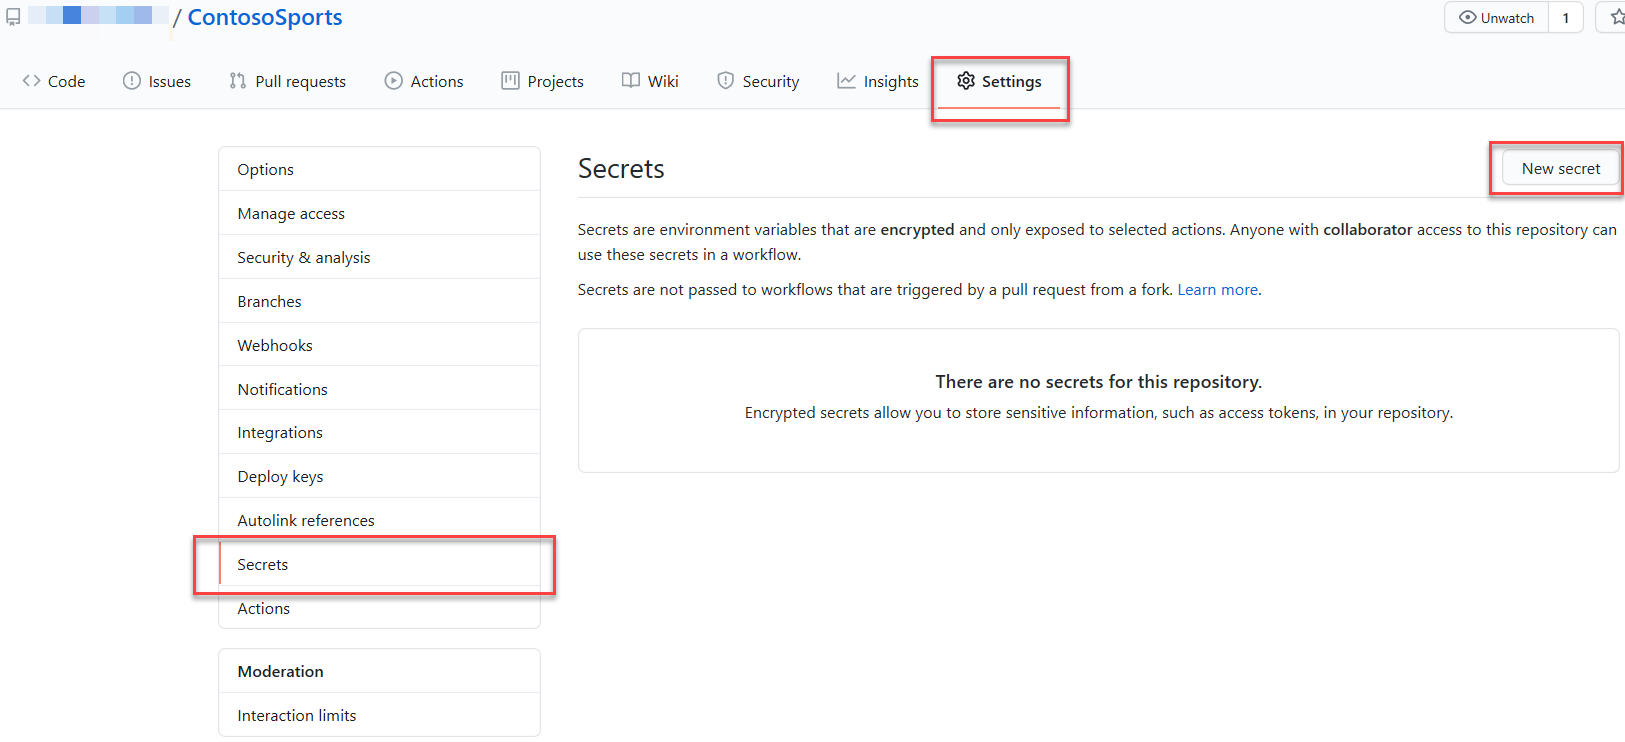 / ContosoSports
Unwatch 1
Code Issues Pull requests Actions Projects Wiki Security Insights Settings
Options
Manage access
Security & analysis
Branches
Webhooks
Notifications
Integrations
Deploy keys
Autolink references
Secrets
Actions
Moderation
Interaction limits
Secrets
New secret
Secrets are environment variables that are encrypted and only exposed to selected actions. Anyone with collaborator access to this repository can
use these secrets in a workflow.
Secrets are not passed to workflows that are triggered by a pull request from a fork. Learn more.
There are no secrets for this repository.
Encrypted secrets allow you to store sensitive information, such as access tokens, in your repository.